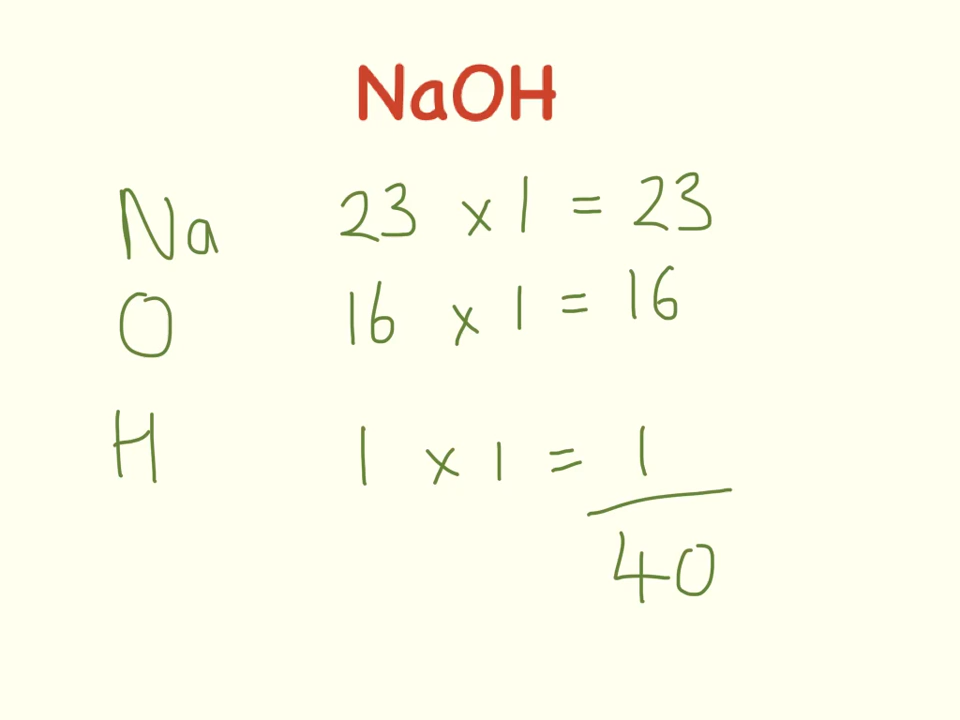 NaOH
Na 23 x 1 = 23
O 16 x 1 = 16
H 1 x 1 = 1
40